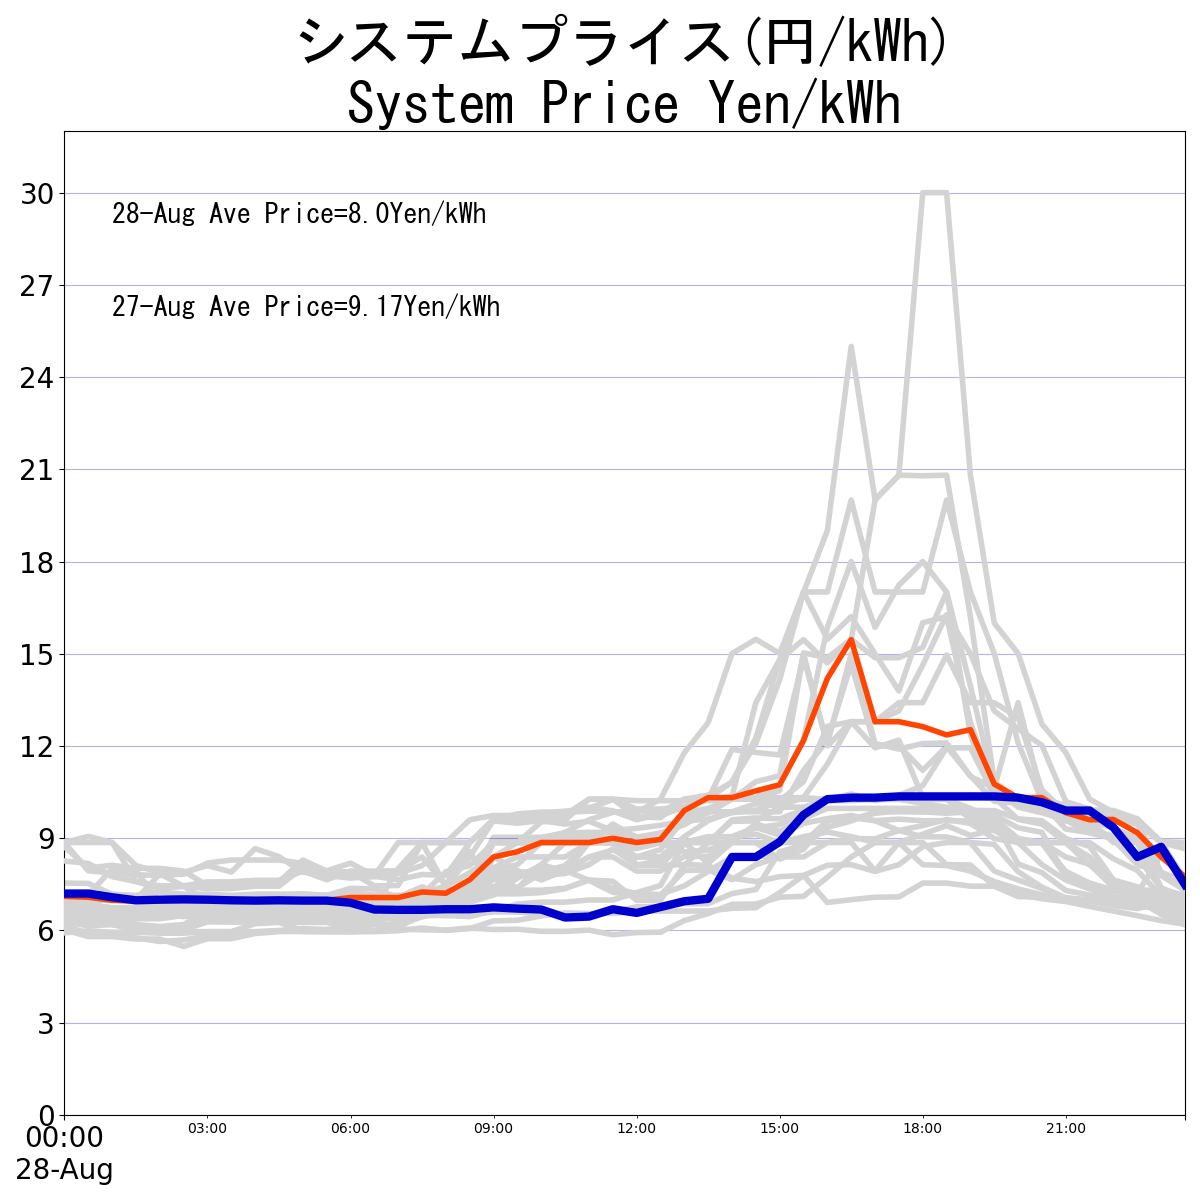 システムプライス(円/kWh)
System Price Yen/kWh
30
28-Aug Ave Price=8.0Yen/kWh
27
27-Aug Ave Price=9.17Yen/kWh
24
21
18
15
12
9
6
3
0
00:00 03:00 06:00 09:00 12:00 15:00 18:00 21:00
28-Aug